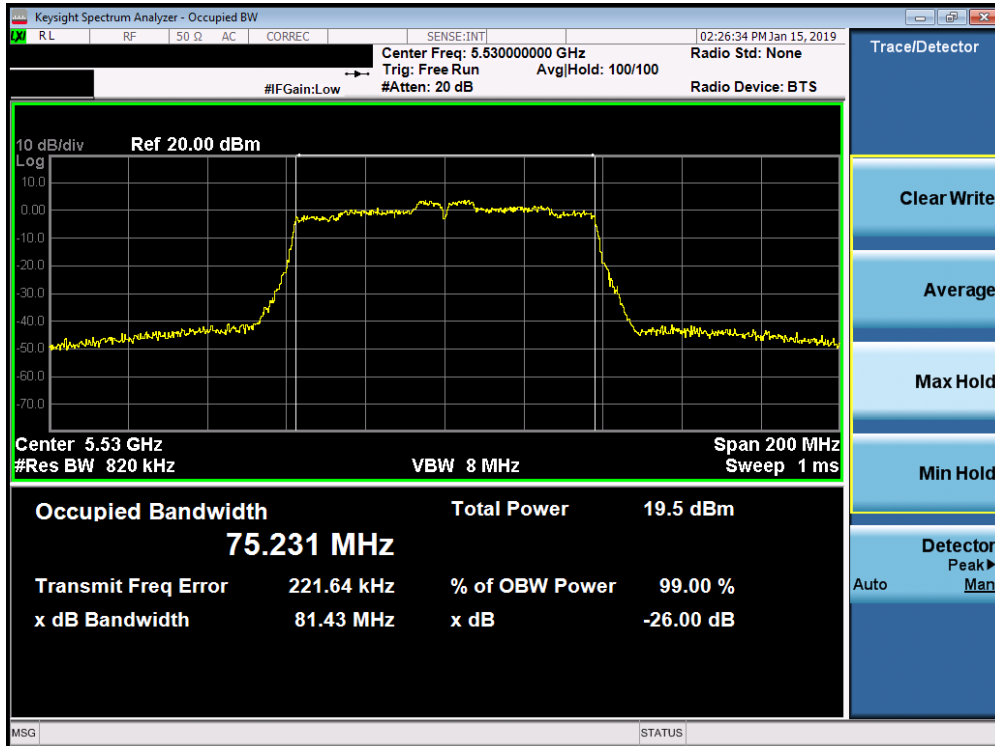 Keysight Spectrum Analyzer - Occupied BW
LXI RL RF 50 Ω AC CORREC SENSE:INT 02:26:34 PM Jan 15, 2019
Center Freq: 5.530000000 GHz Radio Std: None
Trig: Free Run Avg|Hold: 100/100
#IFGain:Low #Atten: 20 dB Radio Device: BTS
10 dB/div Ref 20.00 dBm
Log
10.0
0.00
-10.0
-20.0
-30.0
-40.0
-50.0
-60.0
-70.0
Center 5.53 GHz Span 200 MHz
#Res BW 820 kHz VBW 8 MHz Sweep 1 ms
Occupied Bandwidth Total Power 19.5 dBm
75.231 MHz
Transmit Freq Error 221.64 kHz % of OBW Power 99.00 %
x dB Bandwidth 81.43 MHz x dB -26.00 dB
MSG STATUS
Trace/Detector
Clear Write
Average
Max Hold
Min Hold
Detector
Peak▶
Auto Man